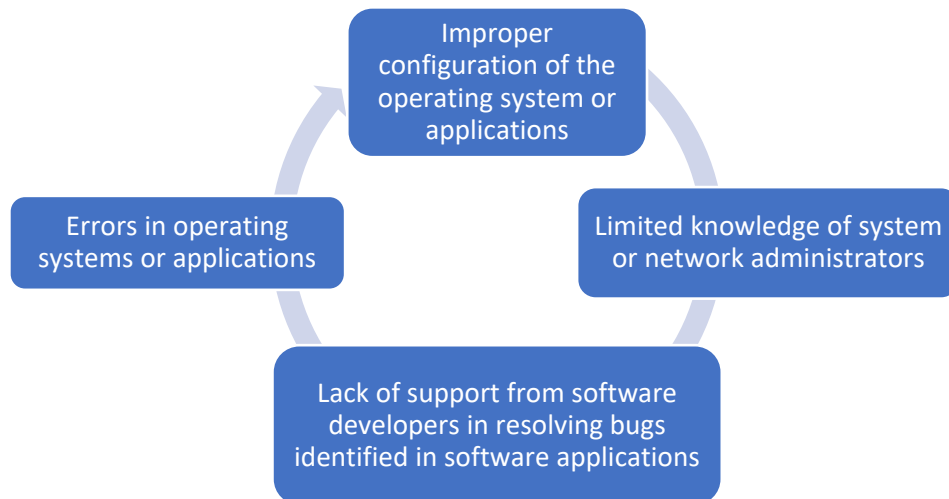 Improper
configuration of the
operating system or
applications
Limited knowledge of system
or network administrators
Lack of support from software
developers in resolving bugs
identified in software applications
Errors in operating
systems or applications